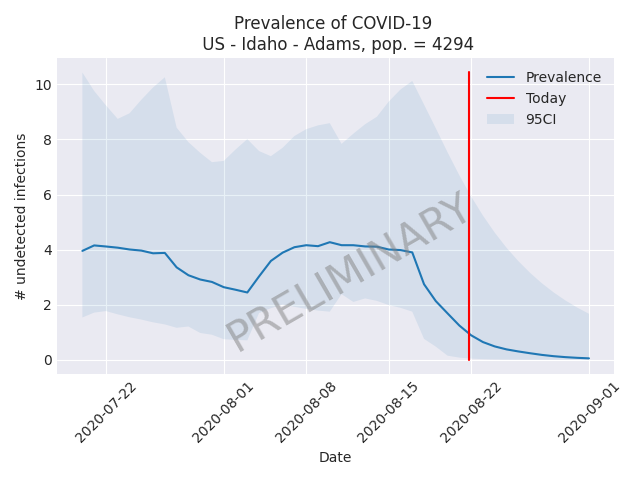 Prevalence of COVID-19
US - Idaho - Adams, pop. = 4294
Prevalence
Today
95CI
PRELIMINARY
# undetected infections
10
8
6
4
2
0
2020-07-22
2020-08-01
2020-08-08
2020-08-15
2020-08-22
2020-09-01
Date